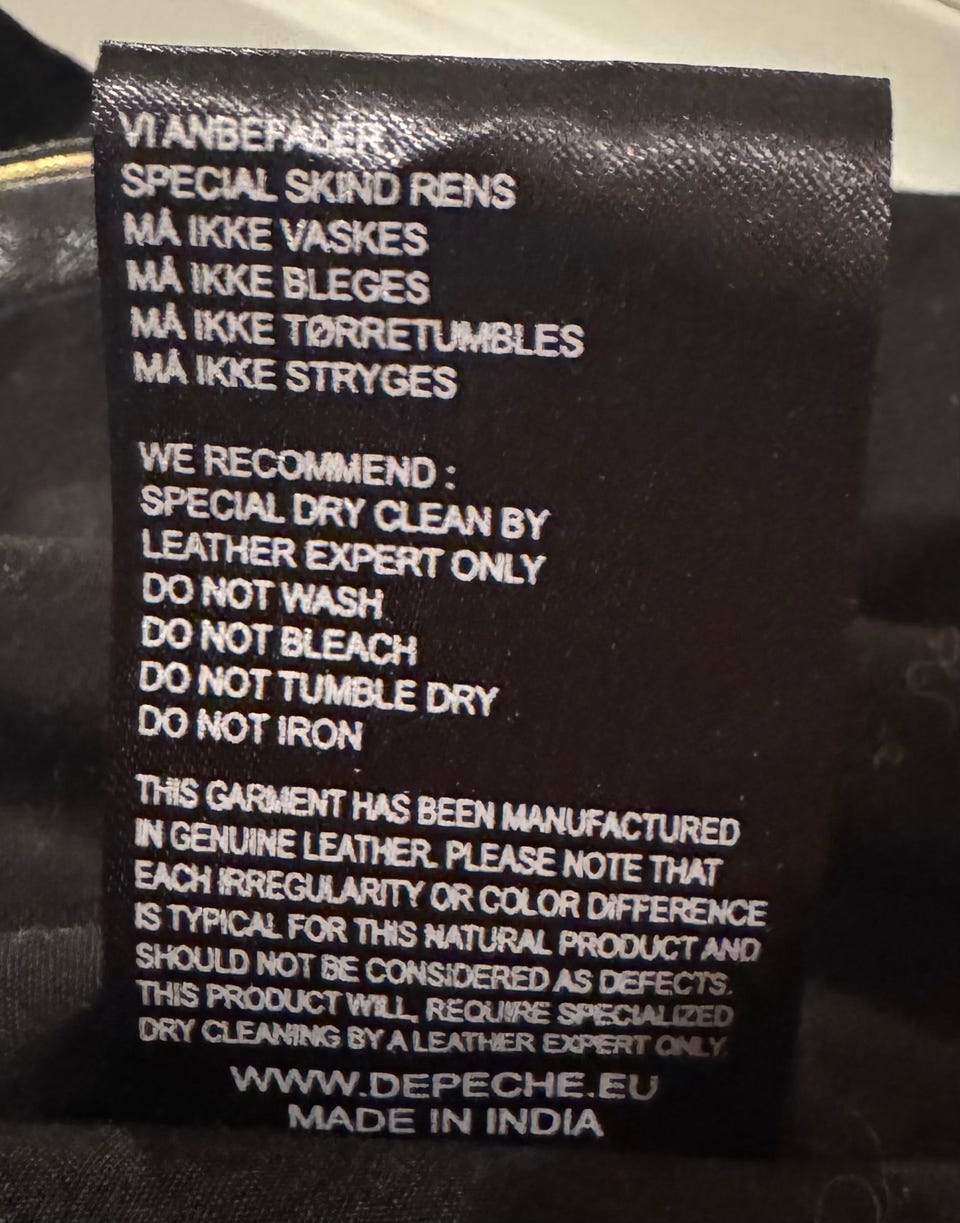 VI ANBEFALER
SPECIAL SKIND RENS
MÅ IKKE VASKES
MÅ IKKE BLEGES
MÅ IKKE TØRRETUMBLES
MÅ IKKE STRYGES
WE RECOMMEND :
SPECIAL DRY CLEAN BY
LEATHER EXPERT ONLY
DO NOT WASH
DO NOT BLEACH
DO NOT TUMBLE DRY
DO NOT IRON
THIS GARMENT HAS BEEN MANUFACTURED
IN GENUINE LEATHER. PLEASE NOTE THAT
EACH IRREGULARITY OR COLOR DIFFERENCE
IS TYPICAL FOR THIS NATURAL PRODUCT AND
SHOULD NOT BE CONSIDERED AS DEFECTS.
THIS PRODUCT WILL REQUIRE SPECIALIZED
DRY CLEANING BY A LEATHER EXPERT ONLY.
WWW.DEPECHE.EU
MADE IN INDIA